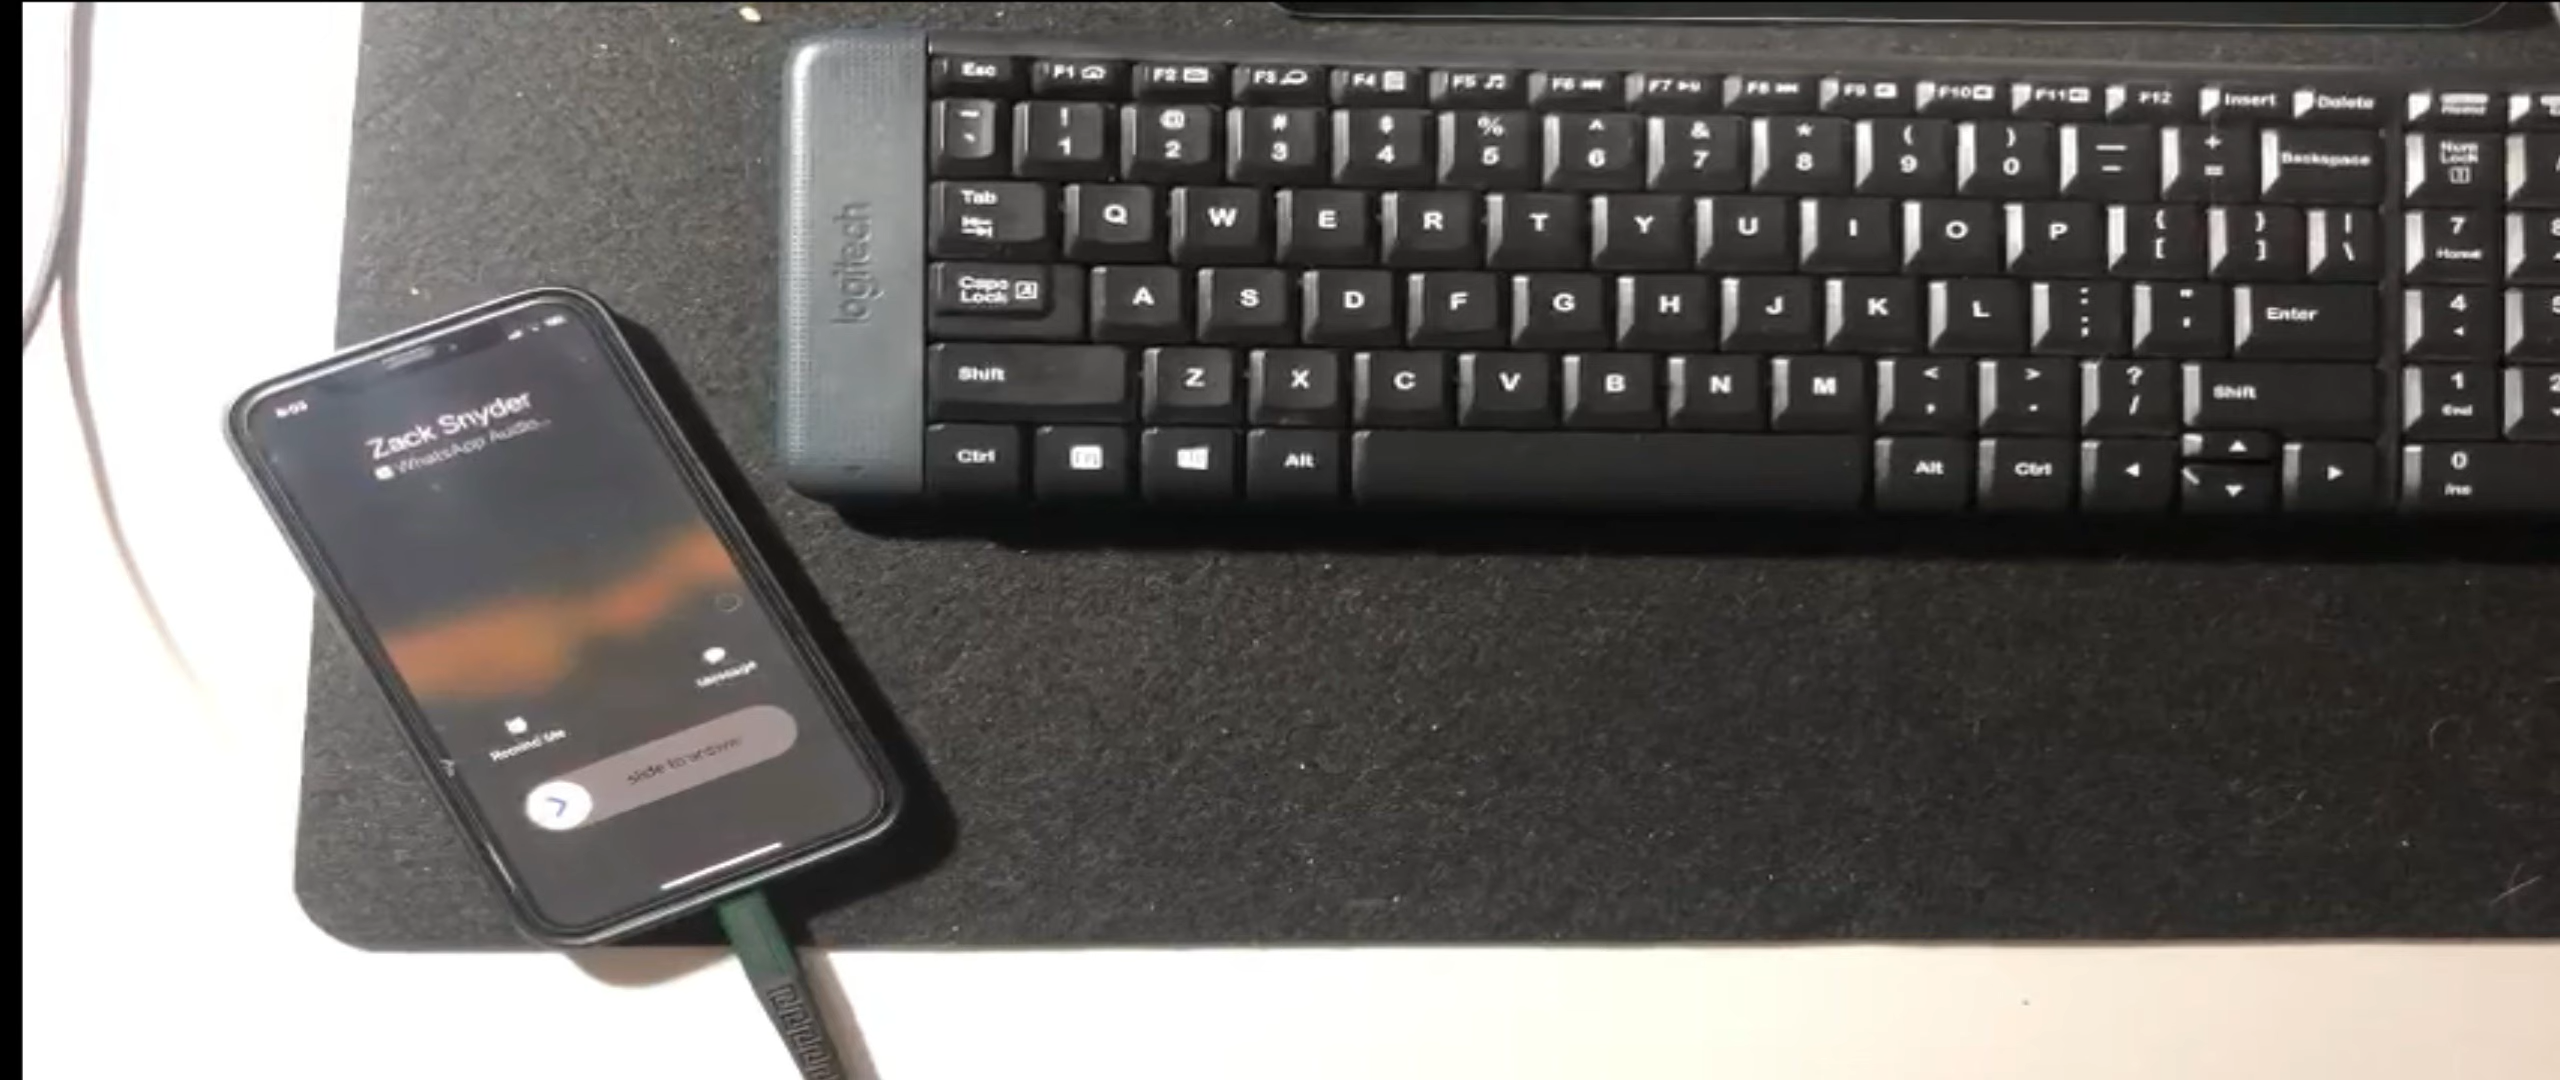 Esc F1 F2 F3 F4 F5 F6 F7 F8 F9 F10 F11 F12 Insert Delete Home
~ ` ! 1 @ 2 # 3 $ 4 % 5 ^ 6 & 7 * 8 ( 9 ) 0 — – + = Backspace Num Lock
Tab Q W E R T Y U I O P { [ } ] | \ 7 Home
Caps Lock A A S D F G H J K L : ; " ' Enter 4
Shift Z X C V B N M < , > . ? / Shift 1 End
Ctrl Alt Alt Ctrl 0 Ins
logitech
Zack Snyder
WhatsApp Audio...
Message
Remind Me
slide to answer